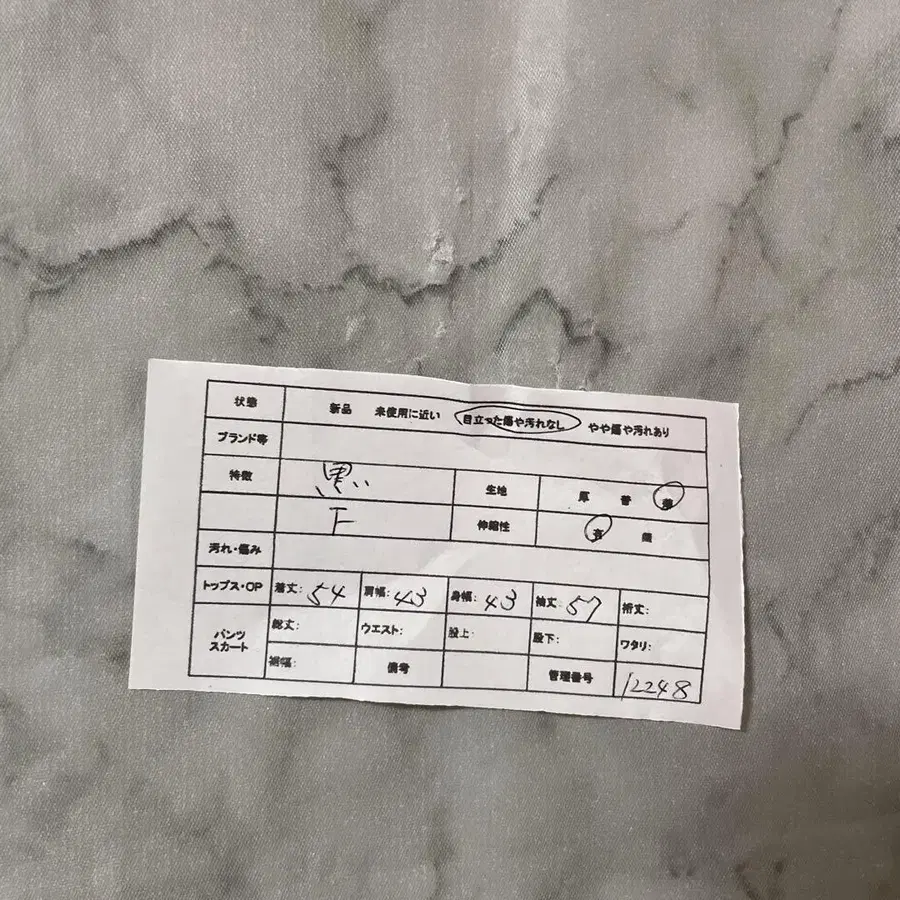 状態 新品 未使用に近い 目立った傷や汚れなし やや傷や汚れあり
ブランド等
特徴 黒 生地 厚 普 薄
下 伸縮性 有 無
汚れ・傷み
トップス・OP 着丈: 54 肩幅: 43 身幅: 43 袖丈: 57 裄丈:
パンツ スカート 総丈: ウエスト: 股上: 股下: ワタリ:
裾幅: 備考 管理番号 12248